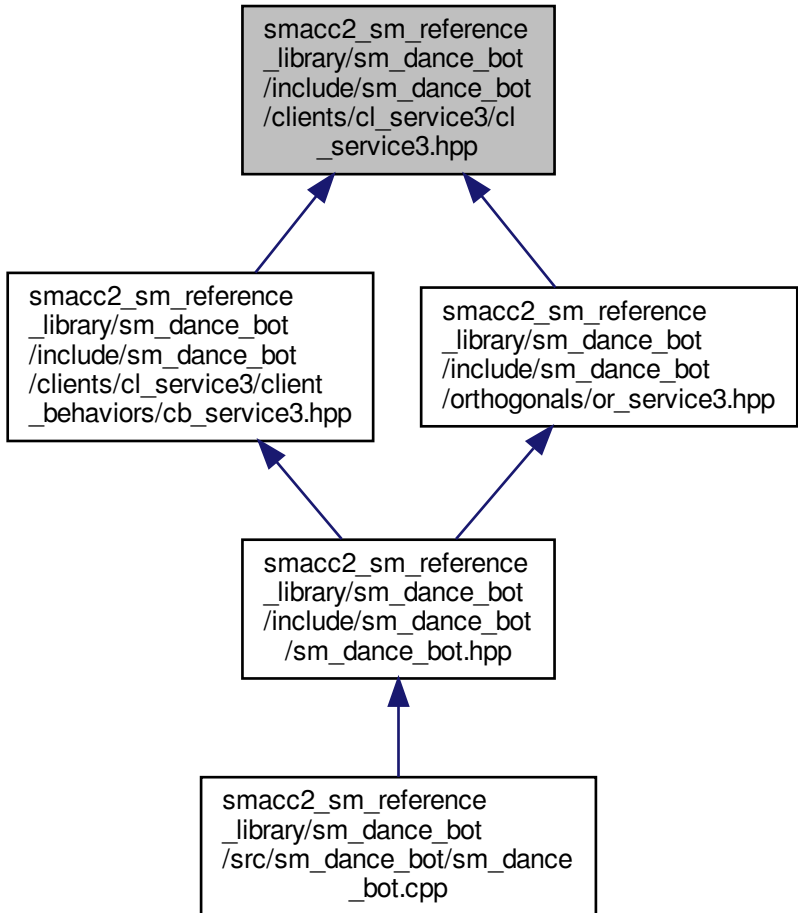 smacc2_sm_reference
_library/sm_dance_bot
/include/sm_dance_bot
/clients/cl_service3/cl
_service3.hpp
smacc2_sm_reference
_library/sm_dance_bot
/include/sm_dance_bot
/clients/cl_service3/client
_behaviors/cb_service3.hpp
smacc2_sm_reference
_library/sm_dance_bot
/include/sm_dance_bot
/orthogonals/or_service3.hpp
smacc2_sm_reference
_library/sm_dance_bot
/include/sm_dance_bot
/sm_dance_bot.hpp
smacc2_sm_reference
_library/sm_dance_bot
/src/sm_dance_bot/sm_dance
_bot.cpp